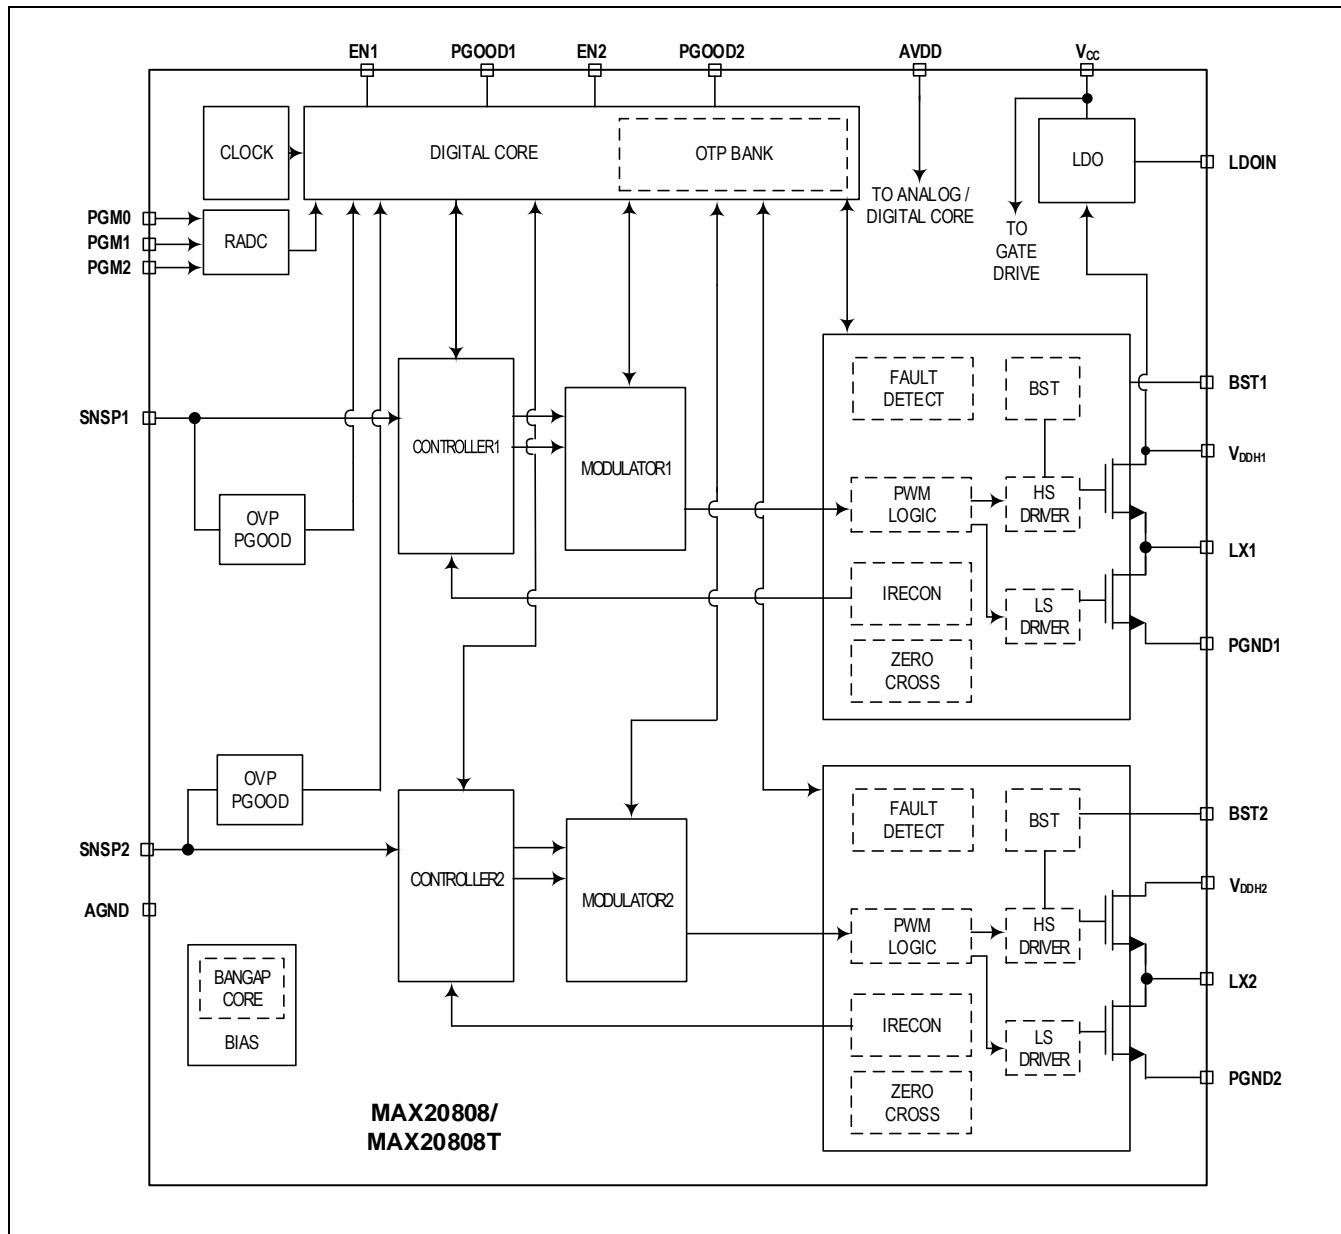 EN1
PGOOD1
EN2
PGOOD2
AVDD
VCC
CLOCK
DIGITAL CORE
OTP BANK
LDO
LDOIN
TO ANALOG /
DIGITAL CORE
TO
GATE
DRIVE
PGM0
PGM1
PGM2
RADC
SNSP1
OVP
PGOOD
CONTROLLER1
MODULATOR1
FAULT
DETECT
BST
BST1
VDDH1
PWM
LOGIC
HS
DRIVER
LX1
IRECON
LS
DRIVER
PGND1
ZERO
CROSS
OVP
PGOOD
SNSP2
AGND
CONTROLLER2
MODULATOR2
FAULT
DETECT
BST
BST2
VDDH2
PWM
LOGIC
HS
DRIVER
LX2
IRECON
LS
DRIVER
PGND2
ZERO
CROSS
BANGAP
CORE
BIAS
MAX20808/
MAX20808T